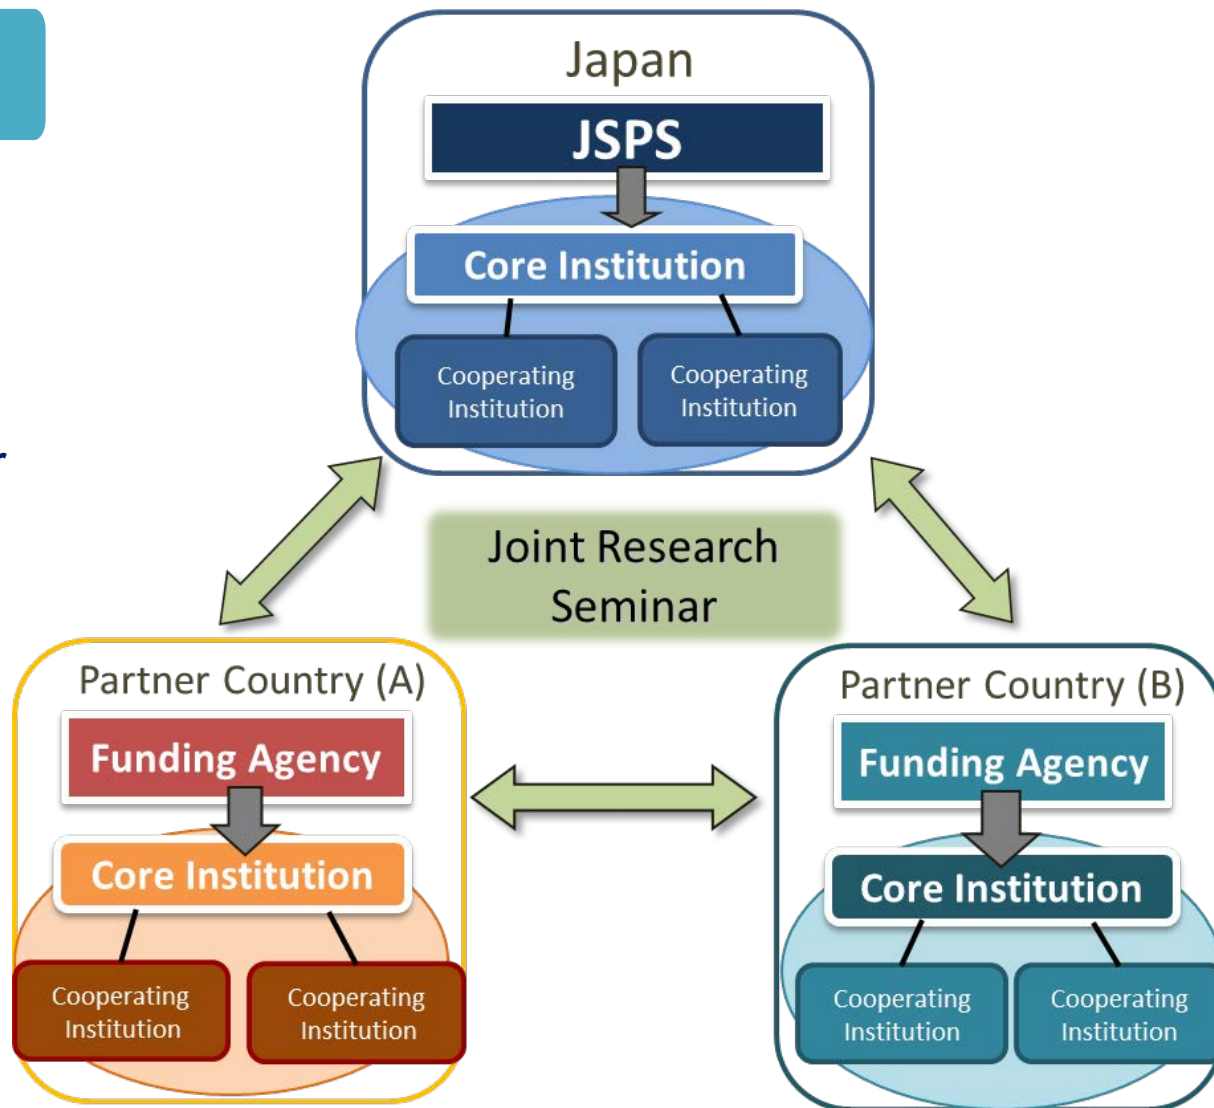 Japan
JSPS
Core Institution
Cooperating
Institution
Cooperating
Institution
r
Joint Research
Seminar
Partner Country (A)
Funding Agency
Core Institution
Cooperating
Institution
Cooperating
Institution
Partner Country (B)
Funding Agency
Core Institution
Cooperating
Institution
Cooperating
Institution